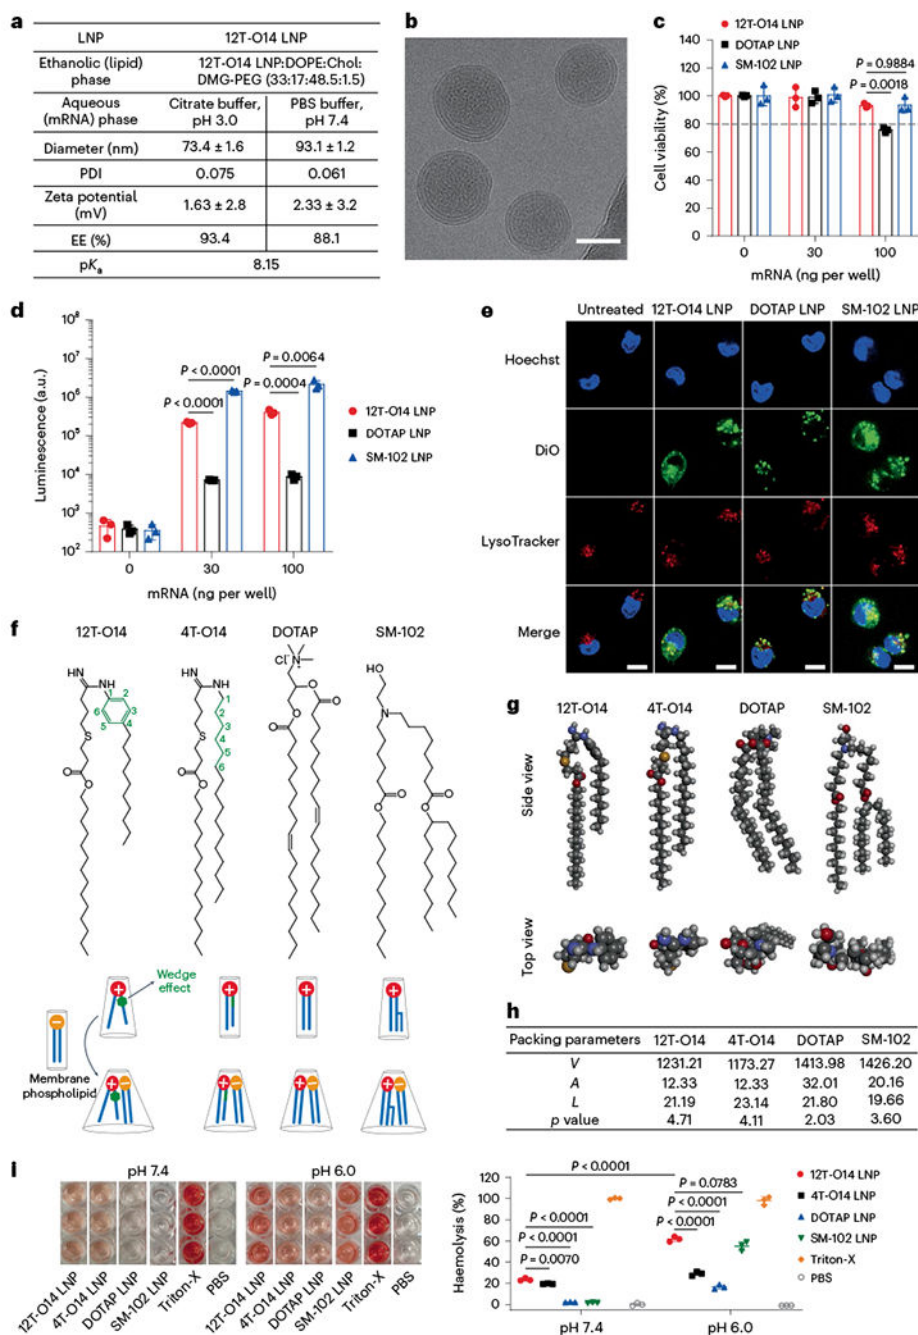 a
LNP 12T-O14 LNP
Ethanolic (lipid) phase 12T-O14 LNP:DOPE:Chol:
DMG-PEG (33:17:48.5:1.5)
Aqueous (mRNA) phase Citrate buffer, pH 3.0 PBS buffer, pH 7.4
Diameter (nm) 73.4 ± 1.6 93.1 ± 1.2
PDI 0.075 0.061
Zeta potential (mV) 1.63 ± 2.8 2.33 ± 3.2
EE (%) 93.4 88.1
pKa 8.15
b
c
12T-O14 LNP
DOTAP LNP
SM-102 LNP
P = 0.9884
P = 0.0018
Cell viability (%)
140
120
100
80
60
40
20
0
0 30 100
mRNA (ng per well)
d
P = 0.0064
P < 0.0001
P = 0.0004
P < 0.0001
Luminescence (a.u.)
10⁸
10⁷
10⁶
10⁵
10⁴
10³
10²
12T-O14 LNP
DOTAP LNP
SM-102 LNP
0 30 100
mRNA (ng per well)
e
Untreated 12T-O14 LNP DOTAP LNP SM-102 LNP
Hoechst
DiO
LysoTracker
Merge
f
12T-O14 4T-O14 DOTAP SM-102
IN NH
1 2 3 4 5 6
S
O
O
IN NH
1
2
3
4
5
6
S
O
O
Cl⁻ N
O
O
O
O
HO
N
O
O
O
O
Wedge effect
Membrane phospholipid
g
12T-O14 4T-O14 DOTAP SM-102
Side view
Top view
h
Packing parameters 12T-O14 4T-O14 DOTAP SM-102
V 1231.21 1173.27 1413.98 1426.20
A 12.33 12.33 32.01 20.16
L 21.19 23.14 21.80 19.66
p value 4.71 4.11 2.03 3.60
i
pH 7.4 pH 6.0
12T-O14 LNP 4T-O14 LNP DOTAP LNP SM-102 LNP Triton-X PBS
12T-O14 LNP 4T-O14 LNP DOTAP LNP SM-102 LNP Triton-X PBS
Haemolysis (%)
120
100
80
60
40
20
0
P < 0.0001
P = 0.0783
P < 0.0001
P < 0.0001
P < 0.0001
P < 0.0001
P = 0.0070
pH 7.4 pH 6.0
12T-O14 LNP
4T-O14 LNP
DOTAP LNP
SM-102 LNP
Triton-X
PBS